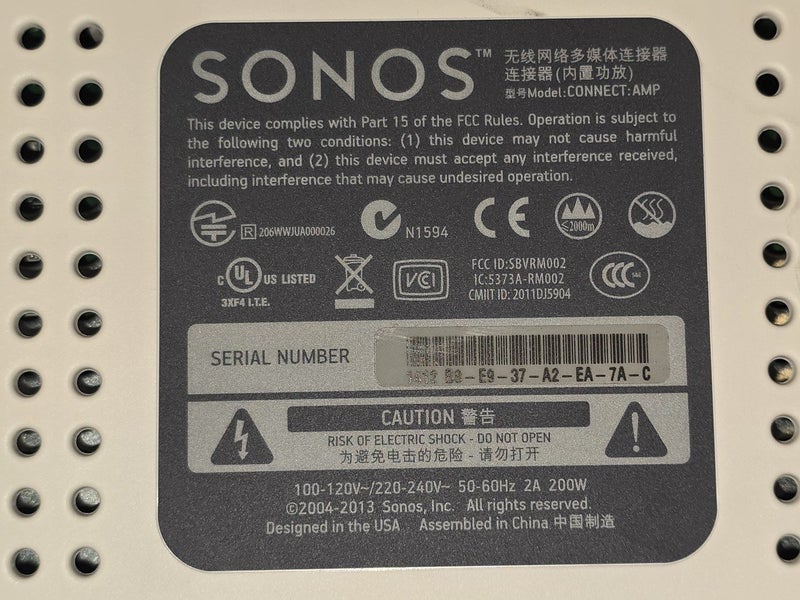 SONOS™
无线网络多媒体连接器
连接器(内置功放)
型号Model:CONNECT:AMP
This device complies with Part 15 of the FCC Rules. Operation is subject to
the following two conditions: (1) this device may not cause harmful
interference, and (2) this device must accept any interference received,
including interference that may cause undesired operation.
R 206WWJUA000026
N1594
CE
≤2000m
C UL US LISTED
3XF4 I.T.E.
VCI
FCC ID:SBVRM002
IC:5373A-RM002
CMIIT ID: 2011DJ5904
CCC S&E
SERIAL NUMBER
B8-E9-37-A2-EA-7A-C
CAUTION 警告
RISK OF ELECTRIC SHOCK - DO NOT OPEN
为避免电击的危险 - 请勿打开
100-120V~/220-240V~ 50-60Hz 2A 200W
©2004-2013 Sonos, Inc. All rights reserved.
Designed in the USA Assembled in China 中国制造